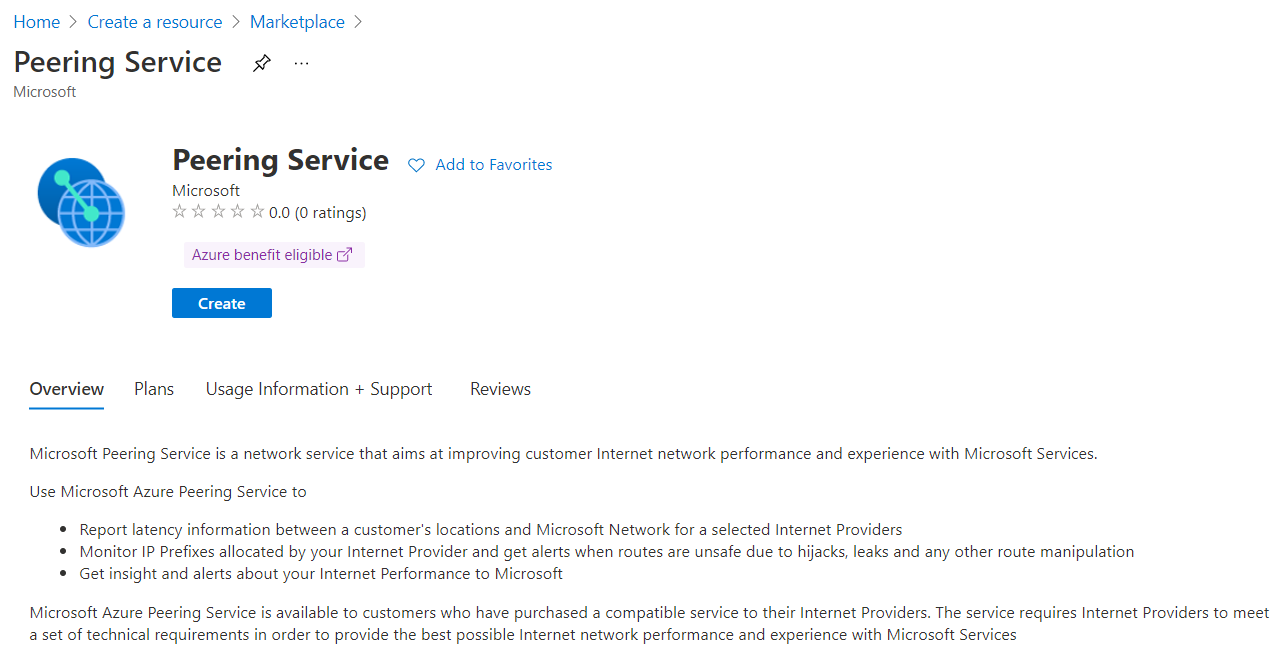 Home > Create a resource > Marketplace >
Peering Service ...
Microsoft
Peering Service Add to Favorites
Microsoft
0.0 (0 ratings)
Azure benefit eligible
Create
Overview Plans Usage Information + Support Reviews
Microsoft Peering Service is a network service that aims at improving customer Internet network performance and experience with Microsoft Services.
Use Microsoft Azure Peering Service to
• Report latency information between a customer's locations and Microsoft Network for a selected Internet Providers
• Monitor IP Prefixes allocated by your Internet Provider and get alerts when routes are unsafe due to hijacks, leaks and any other route manipulation
• Get insight and alerts about your Internet Performance to Microsoft
Microsoft Azure Peering Service is available to customers who have purchased a compatible service to their Internet Providers. The service requires Internet Providers to meet
a set of technical requirements in order to provide the best possible Internet network performance and experience with Microsoft Services